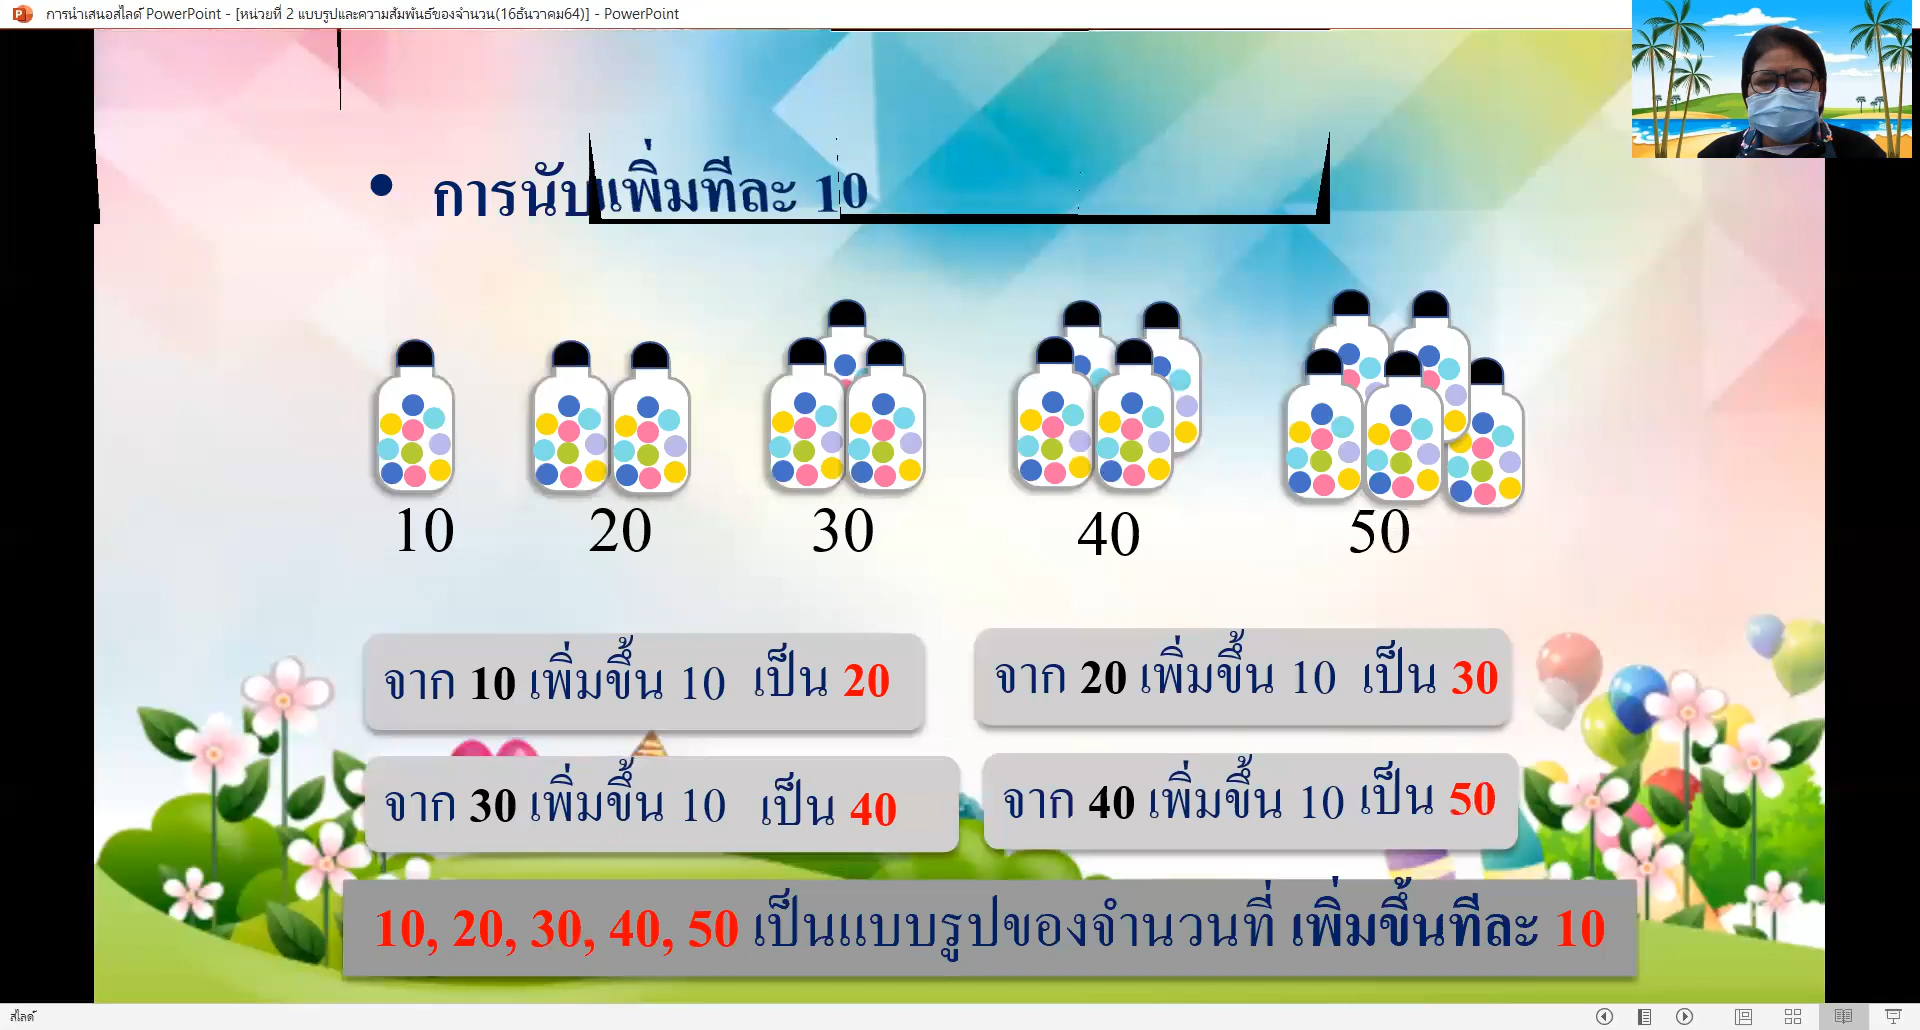 การนำเสนอสไลด์ PowerPoint - [หน่วยที่ 2 แบบรูปและความสัมพันธ์ของจำนวน(16ธันวาคม64)] - PowerPoint
• การนับเพิ่มทีละ 10
10 20 30 40 50
จาก 10 เพิ่มขึ้น 10 เป็น 20
จาก 20 เพิ่มขึ้น 10 เป็น 30
จาก 30 เพิ่มขึ้น 10 เป็น 40
จาก 40 เพิ่มขึ้น 10 เป็น 50
10, 20, 30, 40, 50 เป็นแบบรูปของจำนวนที่ เพิ่มขึ้นทีละ 10
สไลด์